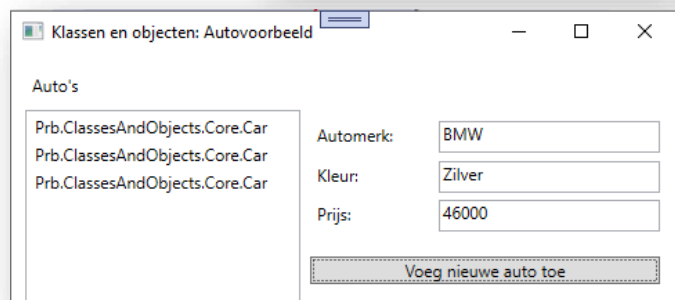 Klassen en objecten: Autovoorbeeld
Auto's
Prb.ClassesAndObjects.Core.Car
Prb.ClassesAndObjects.Core.Car
Prb.ClassesAndObjects.Core.Car
Automerk: BMW
Kleur: Zilver
Prijs: 46000
Voeg nieuwe auto toe